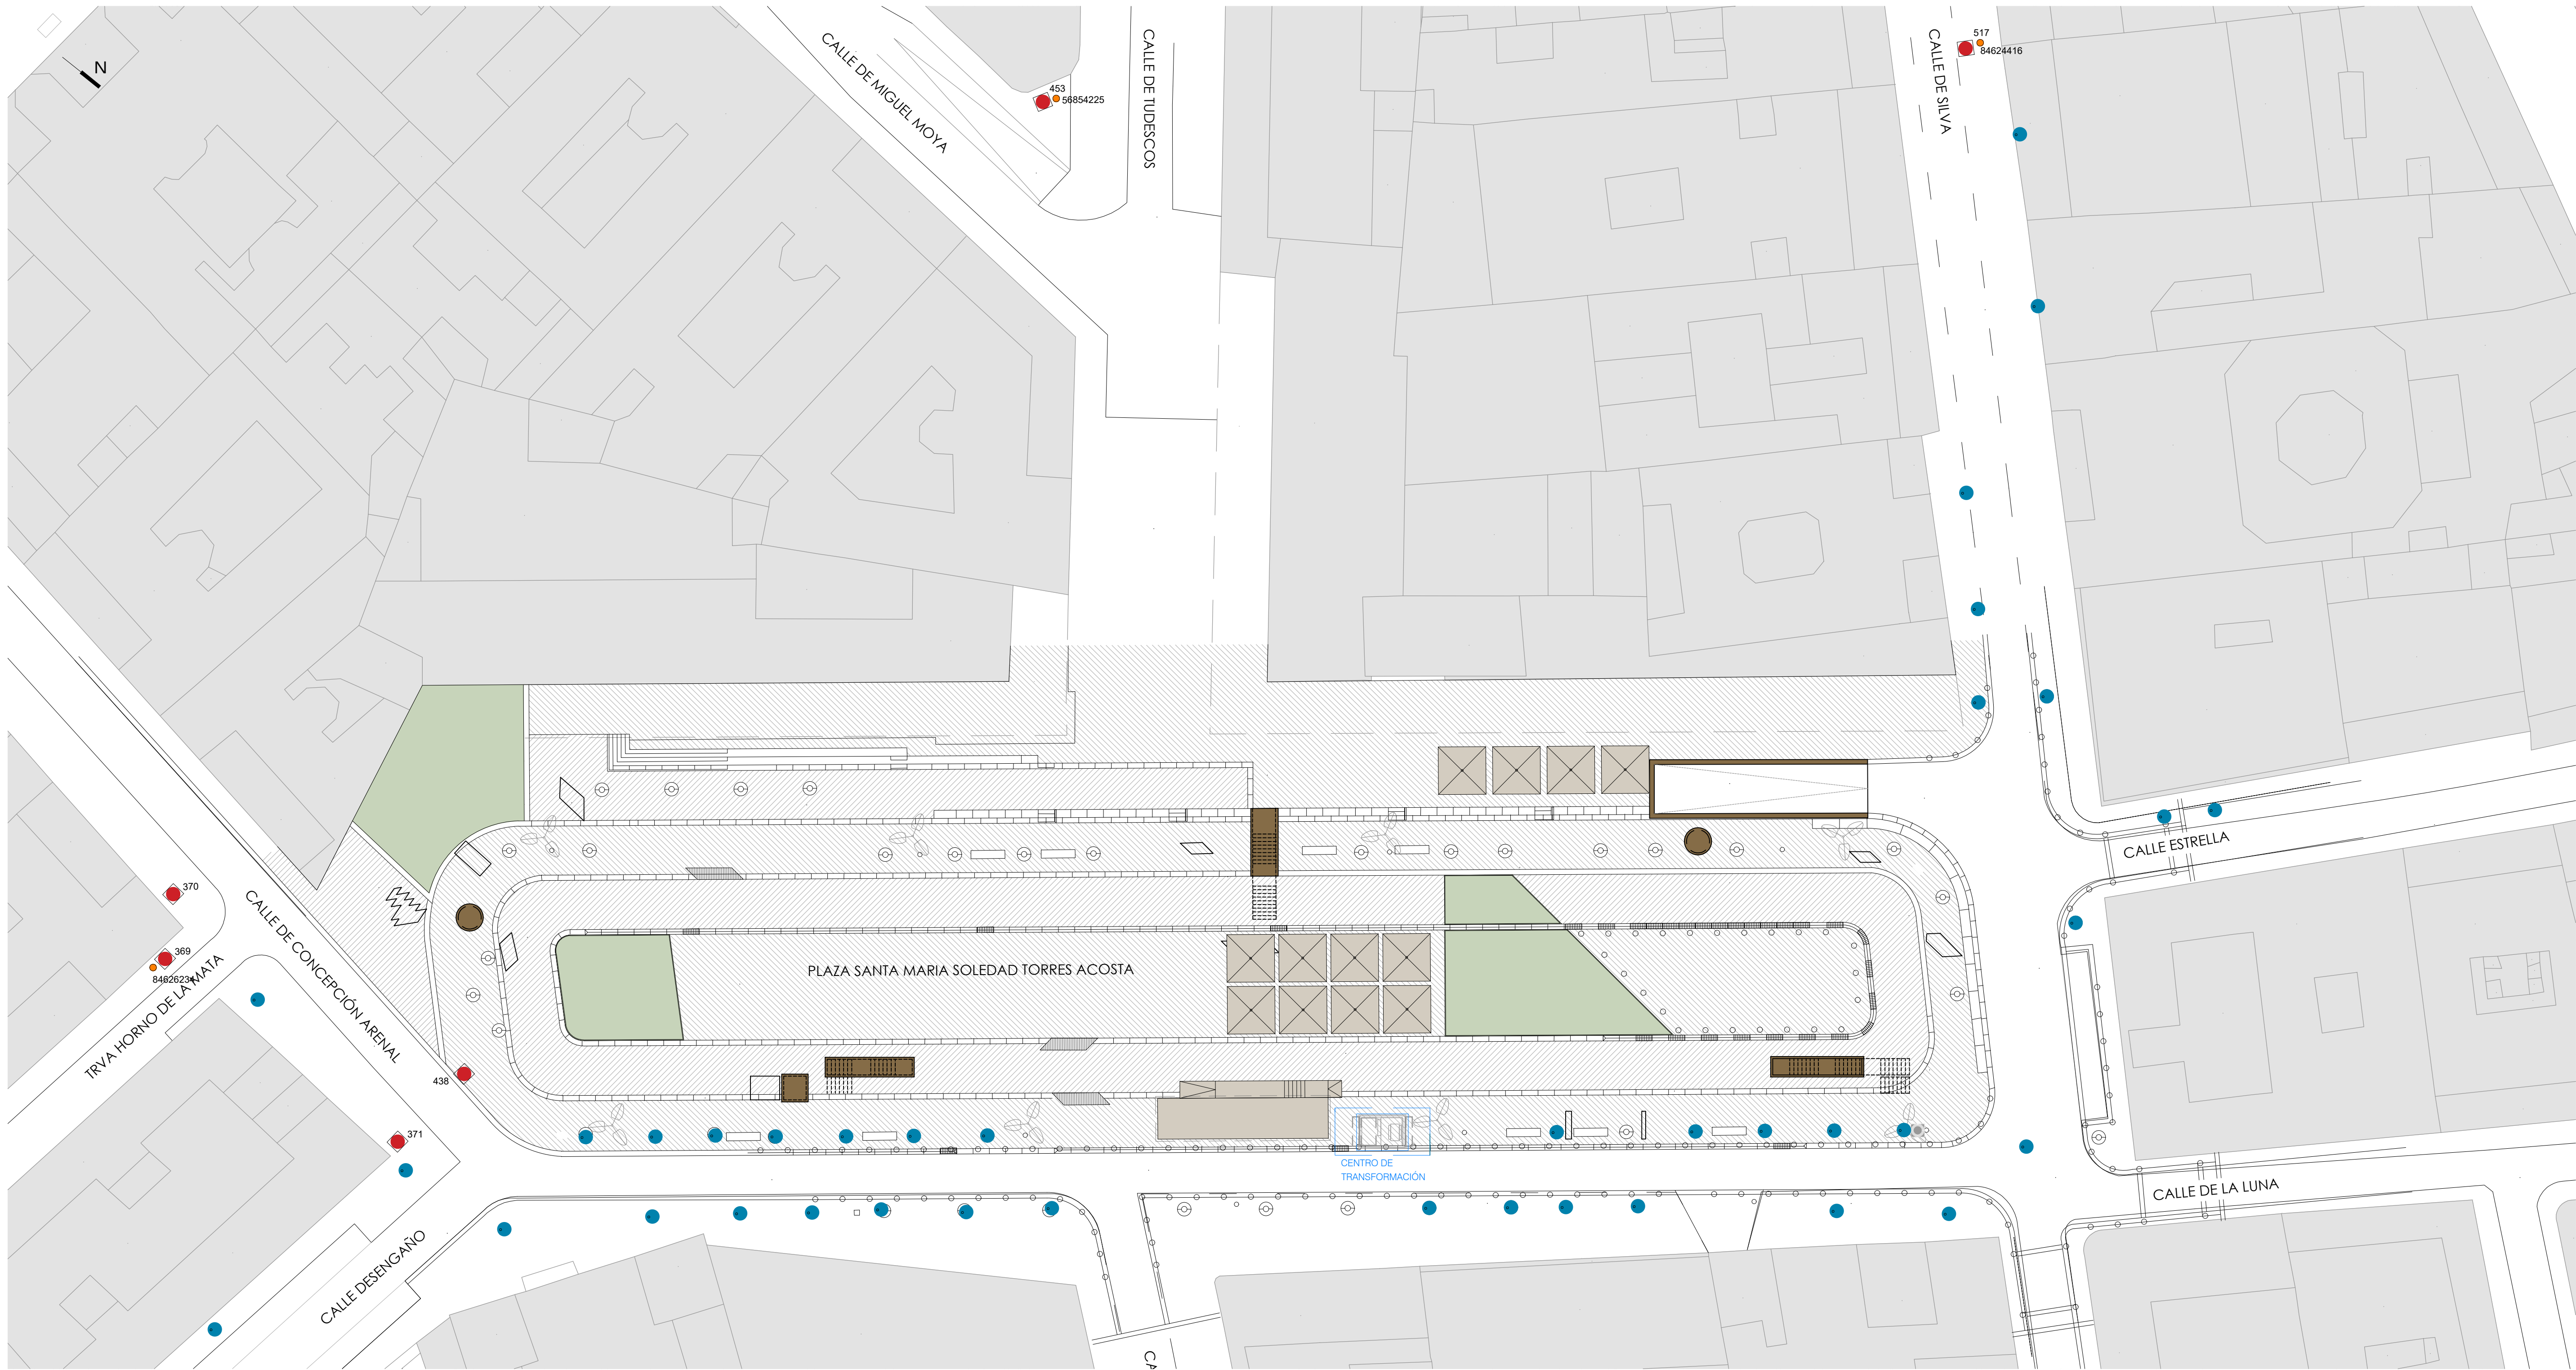 N
CALLE DE MIGUEL MOYA
CALLE DE TUDESCOS
CALLE DE SILVA
517
84624416
453
56854225
370
369
84626234
TRVA HORNO DE LA MATA
CALLE DE CONCEPCIÓN ARENAL
438
371
CALLE DESENGAÑO
PLAZA SANTA MARIA SOLEDAD TORRES ACOSTA
CENTRO DE
TRANSFORMACIÓN
CALLE ESTRELLA
CALLE DE LA LUNA
CA